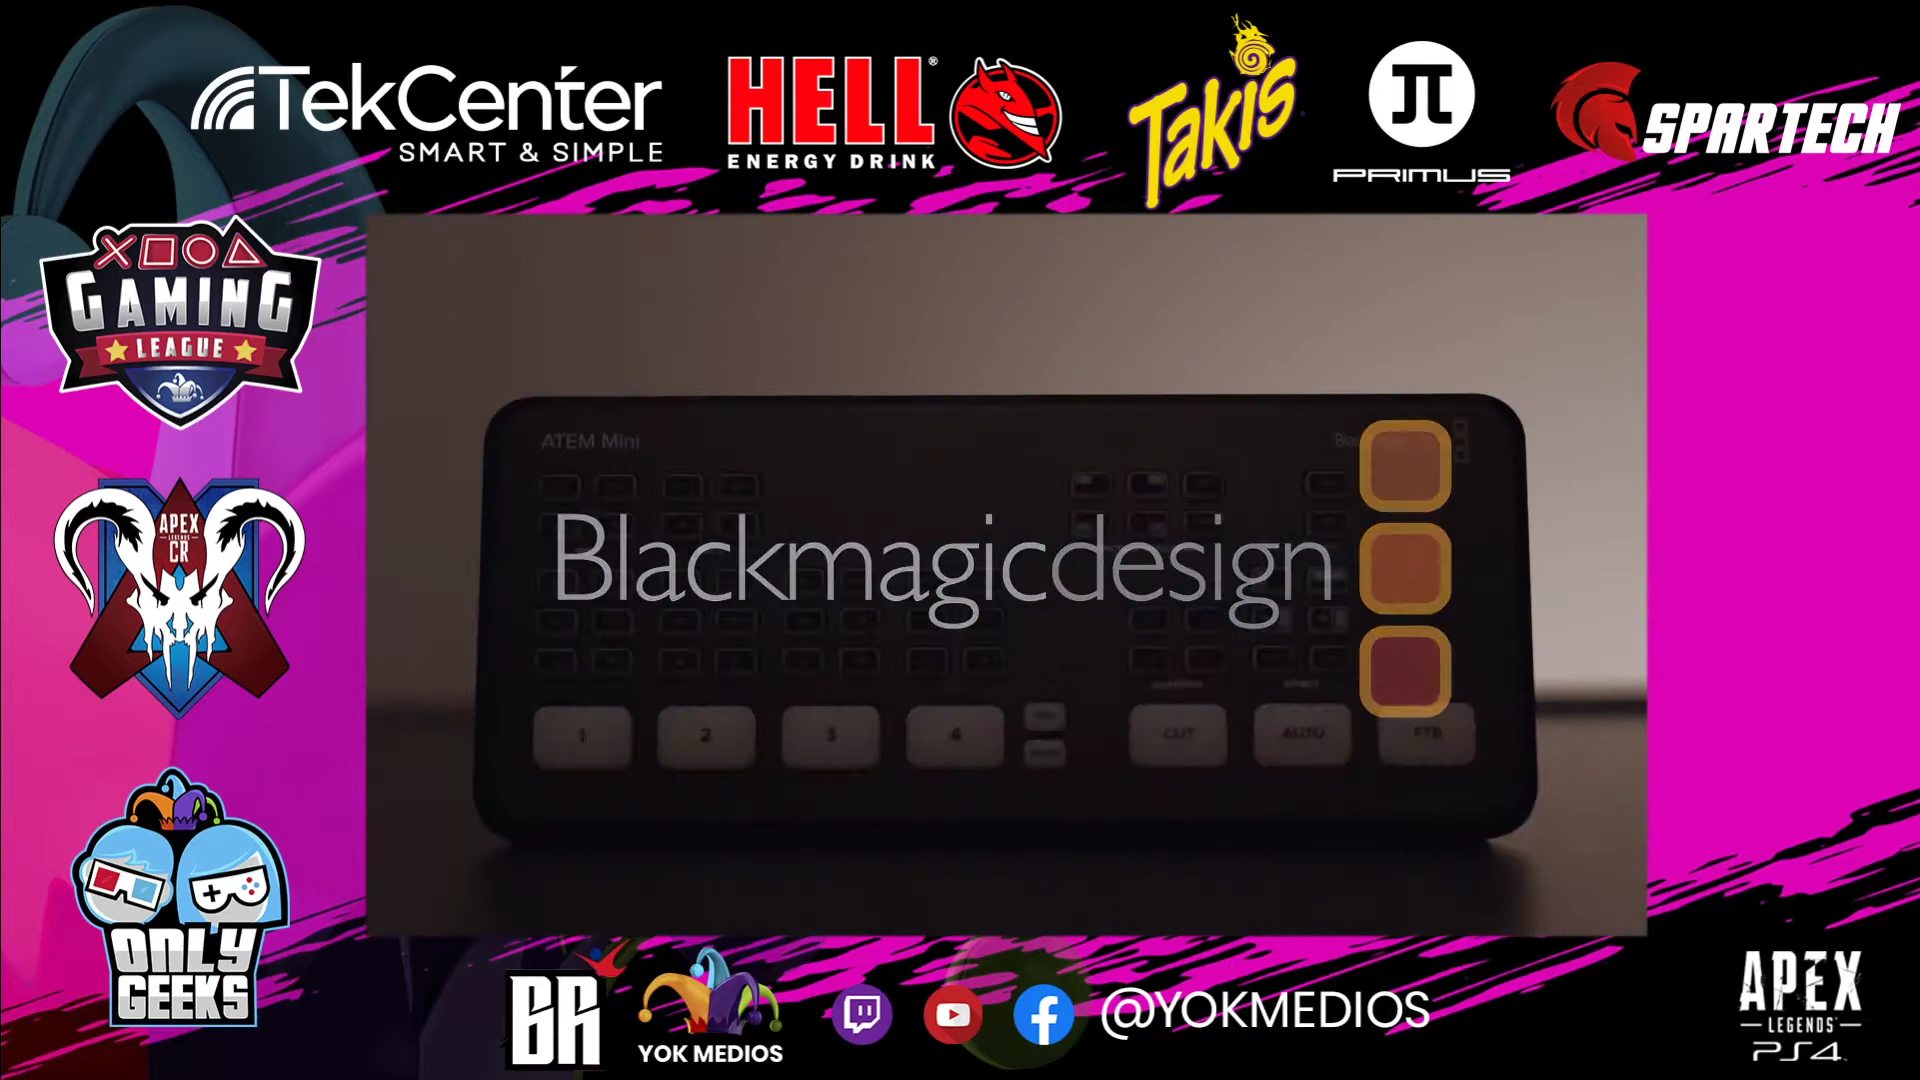 TekCenter
SMART & SIMPLE
HELL®
ENERGY DRINK
Takis
PRIMUS
SPARTECH
GAMING
LEAGUE
APEX
LEGENDS
CR
ONLY
GEEKS
ATEM Mini
Blackmagicdesign
1
2
3
4
CUT
AUTO
FTB
YOK MEDIOS
@YOKMEDIOS
APEX
LEGENDS
PS4